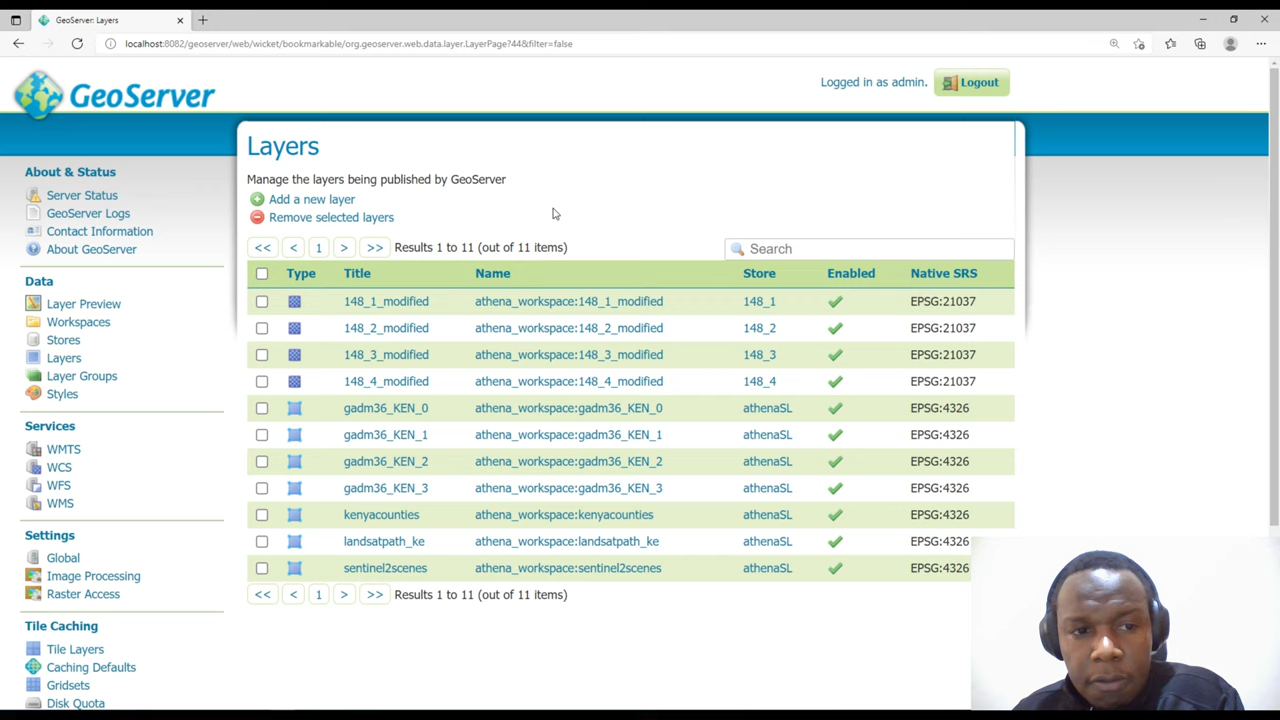 GeoServer: Layers
localhost:8082/geoserver/web/wicket/bookmarkable/org.geoserver.web.data.layer.LayerPage?44&filter=false
GeoServer
Logged in as admin. Logout
About & Status
Server Status
GeoServer Logs
Contact Information
About GeoServer
Data
Layer Preview
Workspaces
Stores
Layers
Layer Groups
Styles
Services
WMTS
WCS
WFS
WMS
Settings
Global
Image Processing
Raster Access
Tile Caching
Tile Layers
Caching Defaults
Gridsets
Disk Quota
Layers
Manage the layers being published by GeoServer
Add a new layer
Remove selected layers
<< < 1 > >> Results 1 to 11 (out of 11 items) Search
Type Title Name Store Enabled Native SRS
148_1_modified athena_workspace:148_1_modified 148_1 EPSG:21037
148_2_modified athena_workspace:148_2_modified 148_2 EPSG:21037
148_3_modified athena_workspace:148_3_modified 148_3 EPSG:21037
148_4_modified athena_workspace:148_4_modified 148_4 EPSG:21037
gadm36_KEN_0 athena_workspace:gadm36_KEN_0 athenaSL EPSG:4326
gadm36_KEN_1 athena_workspace:gadm36_KEN_1 athenaSL EPSG:4326
gadm36_KEN_2 athena_workspace:gadm36_KEN_2 athenaSL EPSG:4326
gadm36_KEN_3 athena_workspace:gadm36_KEN_3 athenaSL EPSG:4326
kenyacounties athena_workspace:kenyacounties athenaSL EPSG:4326
landsatpath_ke athena_workspace:landsatpath_ke athenaSL EPSG:4326
sentinel2scenes athena_workspace:sentinel2scenes athenaSL EPSG:4326
<< < 1 > >> Results 1 to 11 (out of 11 items)